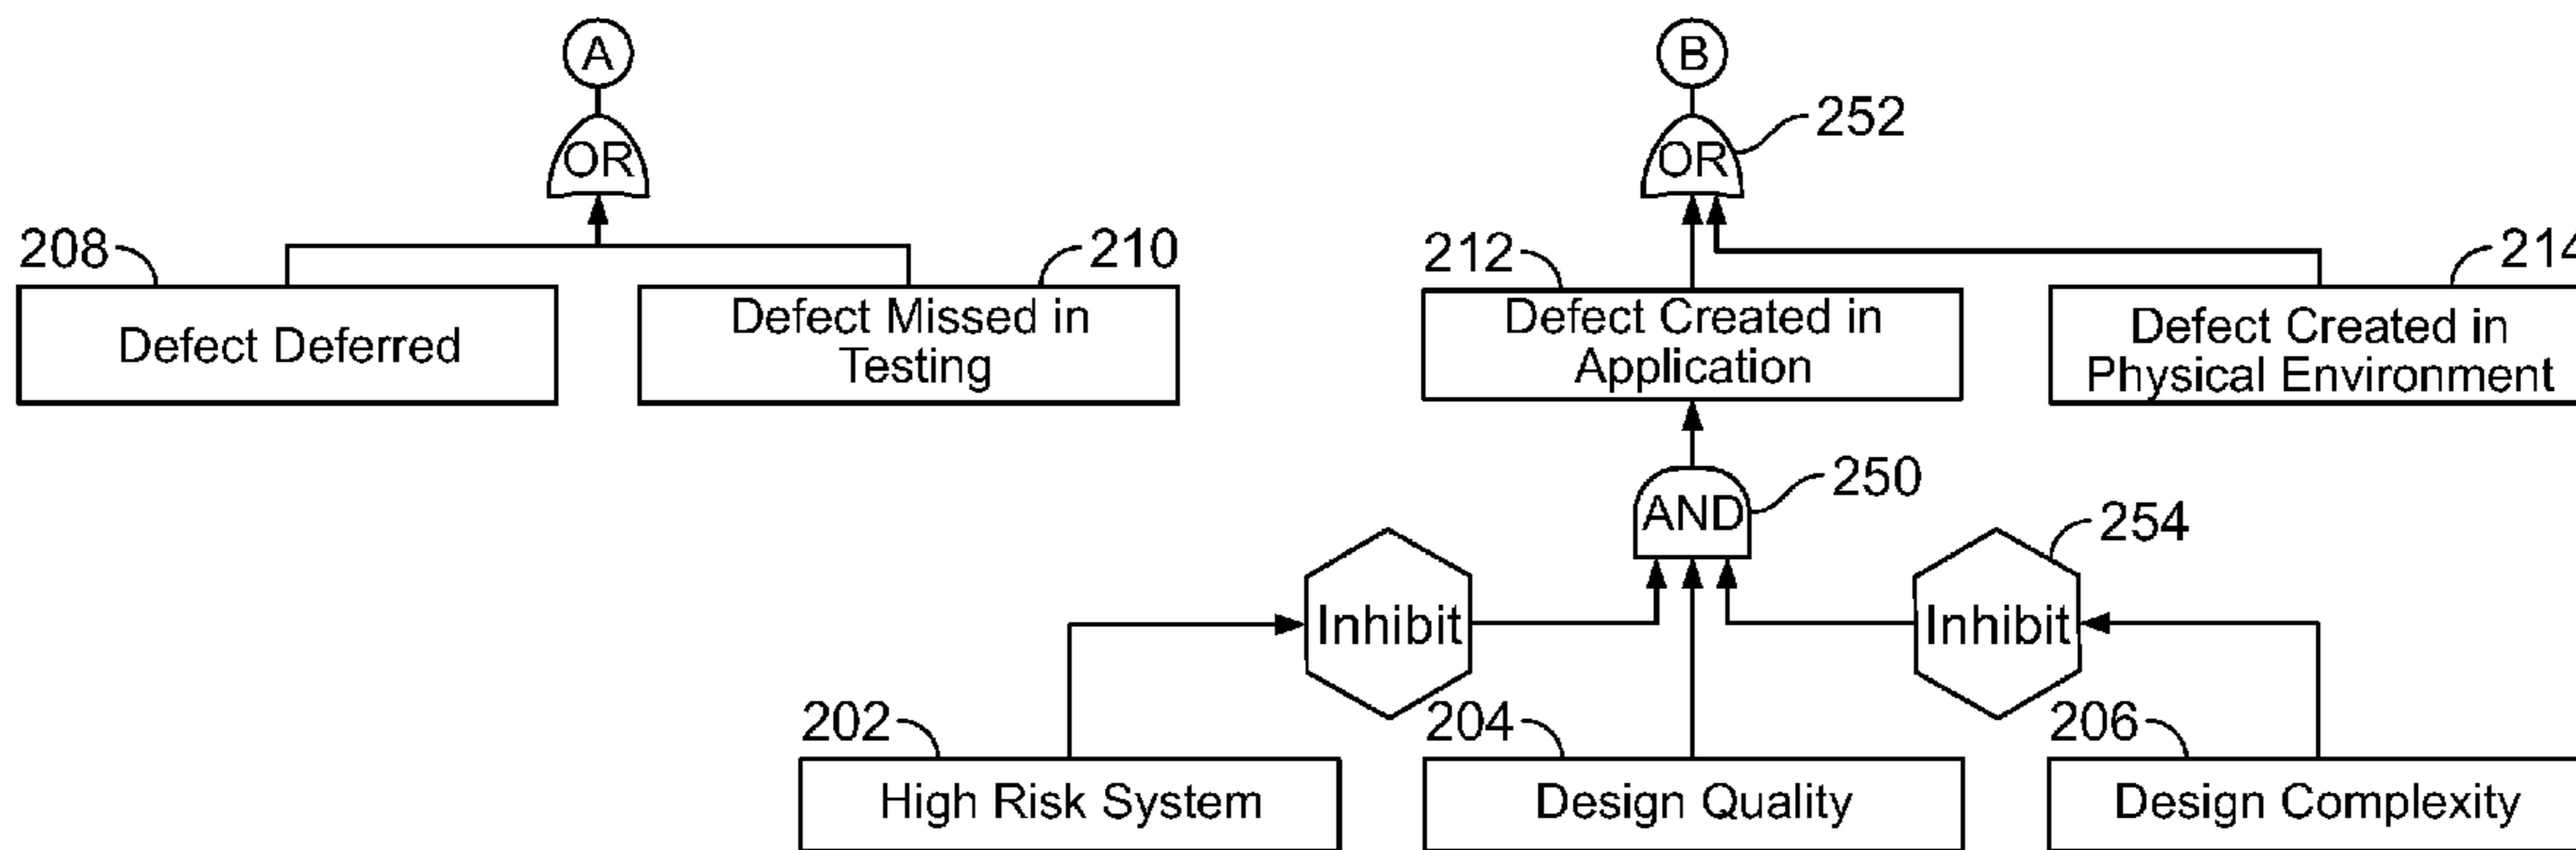 A
B
OR
OR
252
208
210
212
214
Defect Deferred
Defect Missed in
Testing
Defect Created in
Application
Defect Created in
Physical Environment
AND
250
254
Inhibit
Inhibit
202
204
206
High Risk System
Design Quality
Design Complexity